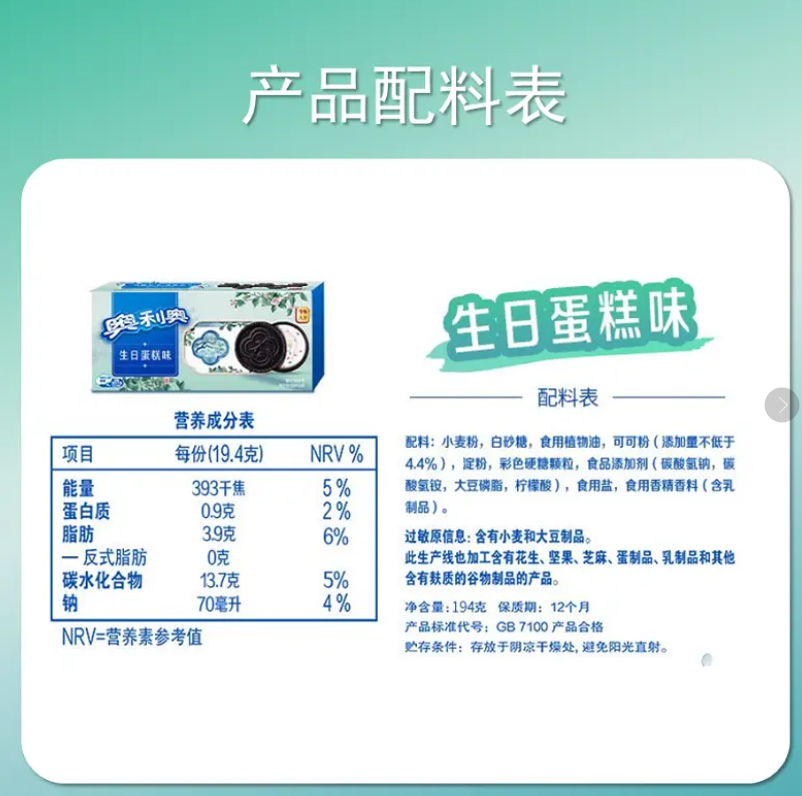 产品配料表
奥利奥
生日蛋糕味
生日蛋糕味
配料表
营养成分表
项目 每份(19.4克) NRV %
能量 393千焦 5 %
蛋白质 0.9克 2 %
脂肪 3.9克 6%
— 反式脂肪 0克
碳水化合物 13.7克 5%
钠 70毫升 4 %
NRV=营养素参考值
配料：小麦粉，白砂糖，食用植物油，可可粉（添加量不低于
4.4%），淀粉，彩色硬糖颗粒，食品添加剂（碳酸氢钠，碳
酸氢铵，大豆磷脂，柠檬酸），食用盐，食用香精香料（含乳
制品）。
过敏原信息：含有小麦和大豆制品。
此生产线也加工含有花生、坚果、芝麻、蛋制品、乳制品和其他
含有麸质的谷物制品的产品。
净含量：194克 保质期：12个月
产品标准代号：GB 7100 产品合格
贮存条件：存放于阴凉干燥处, 避免阳光直射。